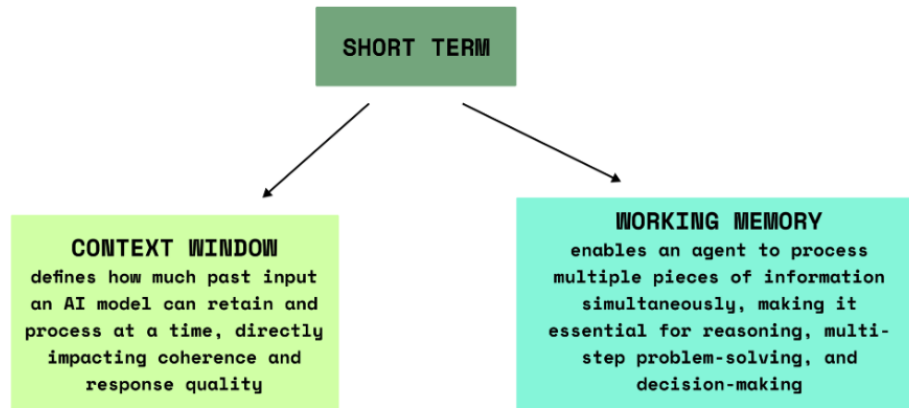 SHORT TERM
CONTEXT WINDOW
defines how much past input
an AI model can retain and
process at a time, directly
impacting coherence and
response quality
WORKING MEMORY
enables an agent to process
multiple pieces of information
simultaneously, making it
essential for reasoning, multi-
step problem-solving, and
decision-making